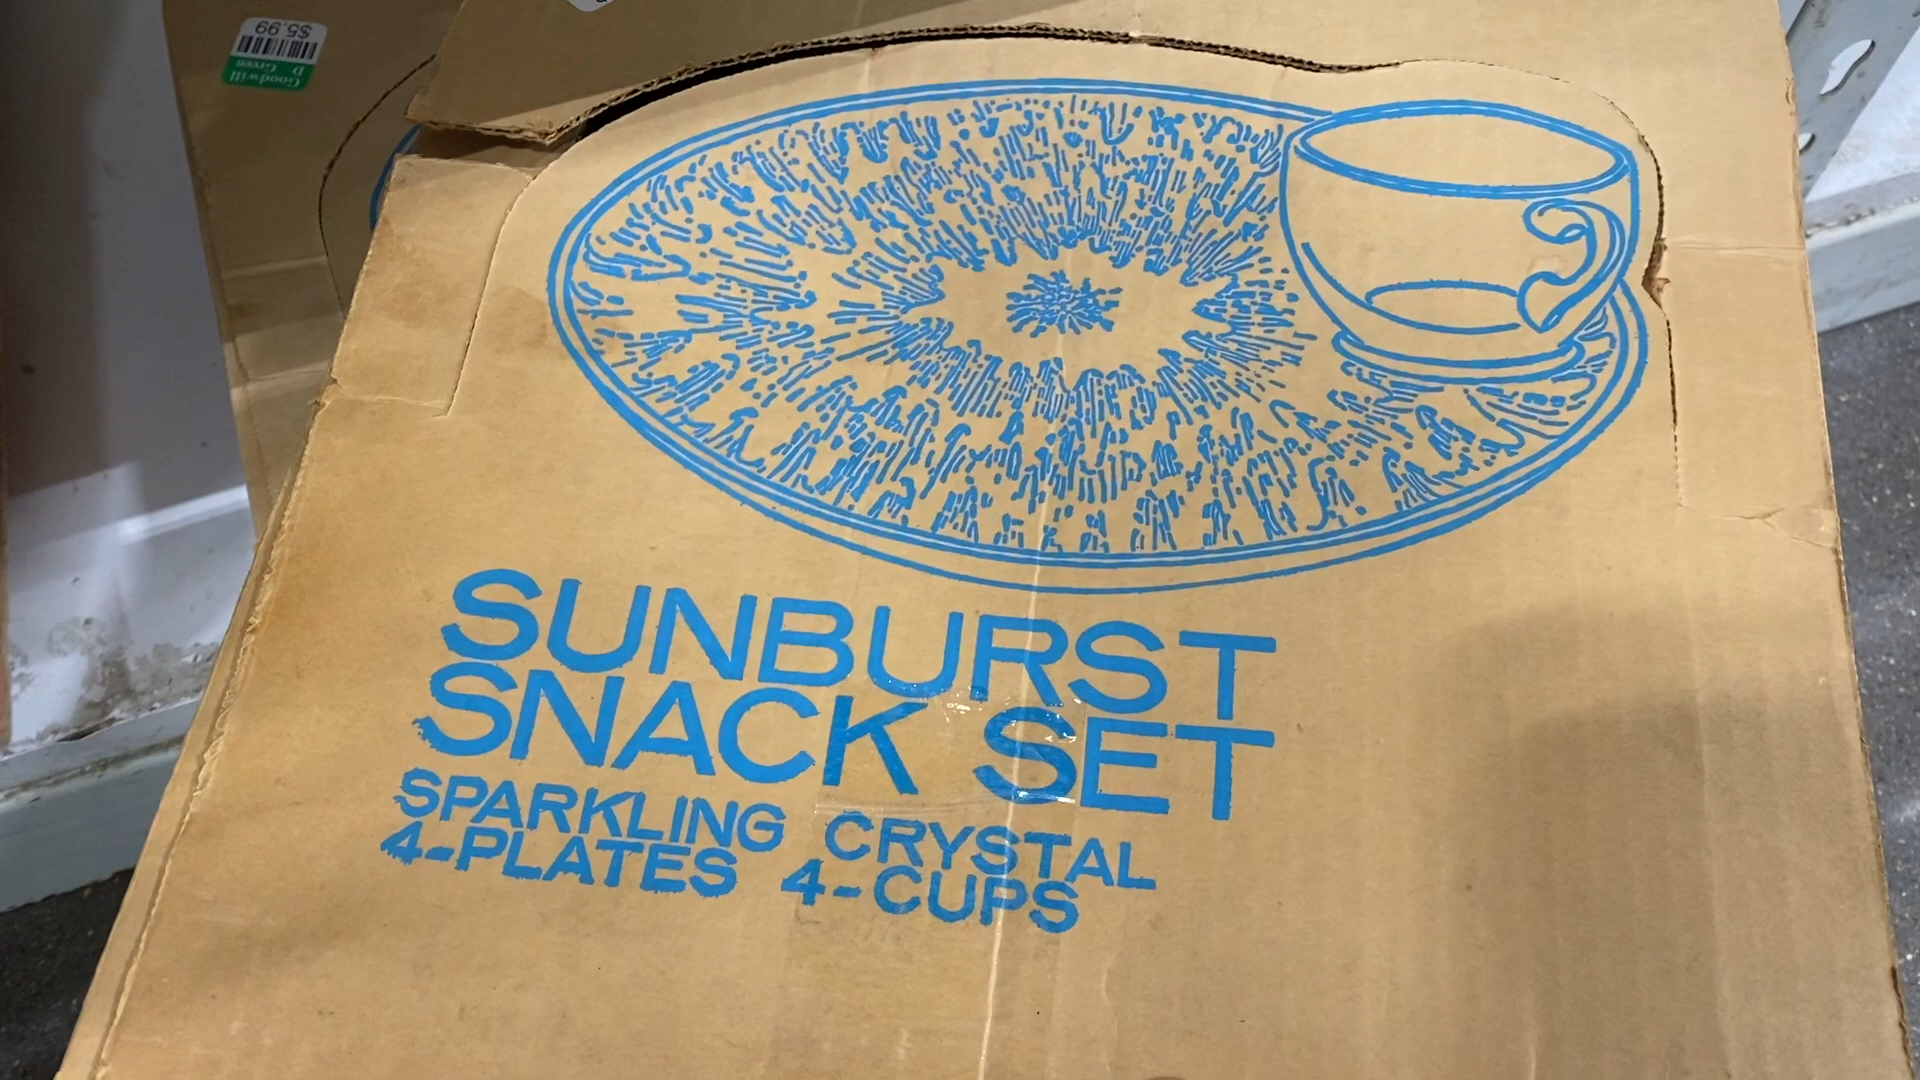 $5.99
Goodwill
D Green
SUNBURST
SNACK SET
SPARKLING CRYSTAL
4-PLATES 4-CUPS